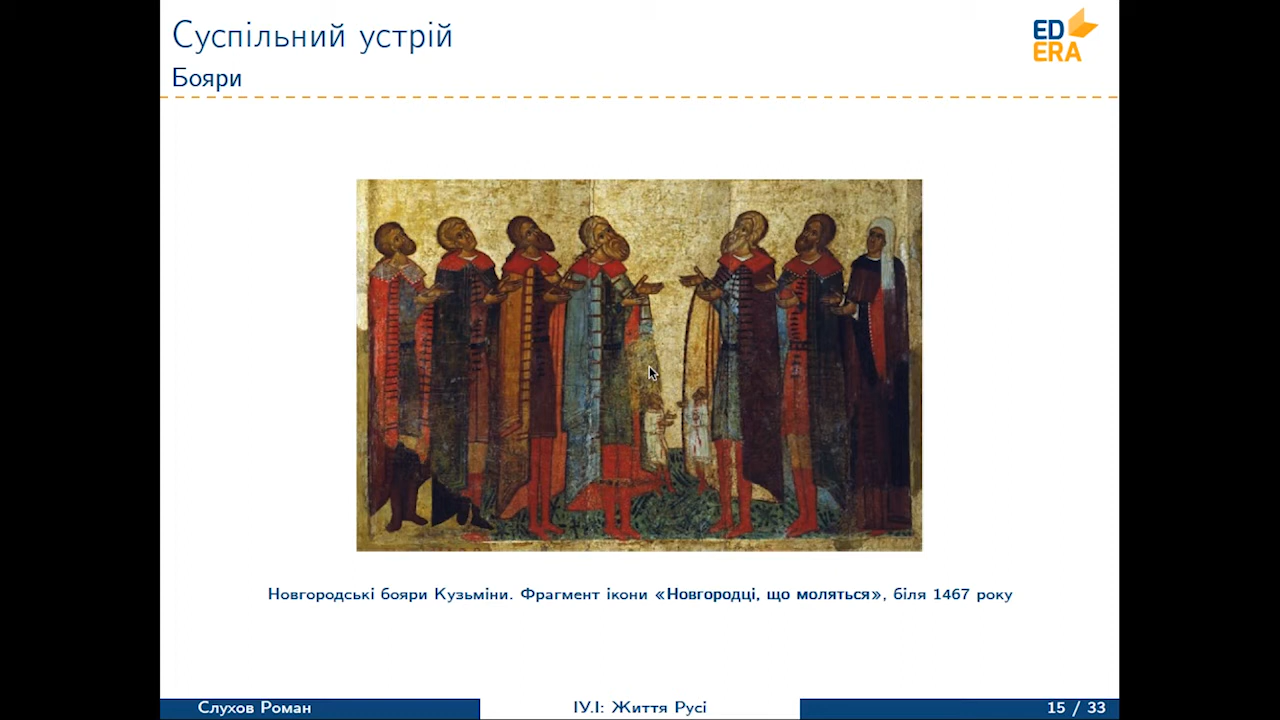 Суспільний устрій
Бояри
ED
ERA
Новгородські бояри Кузьміни. Фрагмент ікони «Новгородці, що моляться», біля 1467 року
Слухов Роман
ІУ.І: Життя Русі
15 / 33